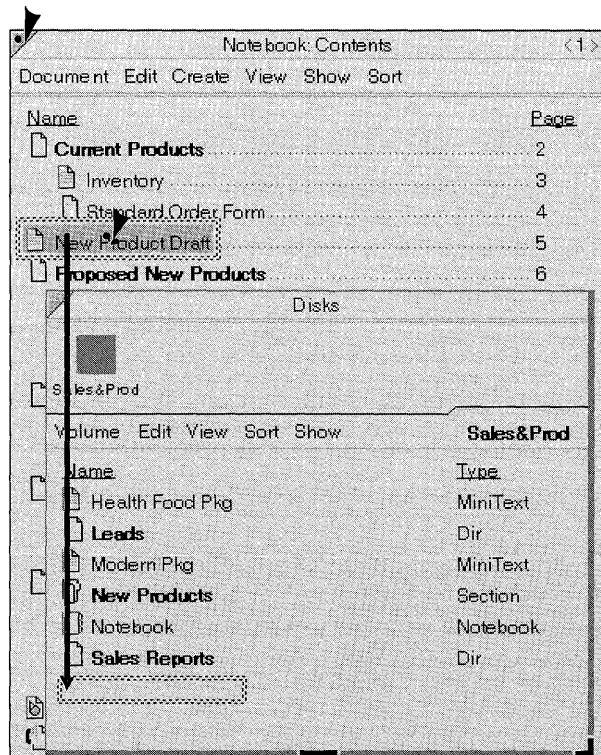 Notebook: Contents <1>
Document Edit Create View Show Sort
Name Page
Current Products 2
Inventory 3
Standard Order Form 4
New Product Draft 5
Proposed New Products 6
Disks
Sales&Prod
Volume Edit View Sort Show Sales&Prod
Name Type
Health Food Pkg MiniText
Leads Dir
Modern Pkg MiniText
New Products Section
Notebook Notebook
Sales Reports Dir